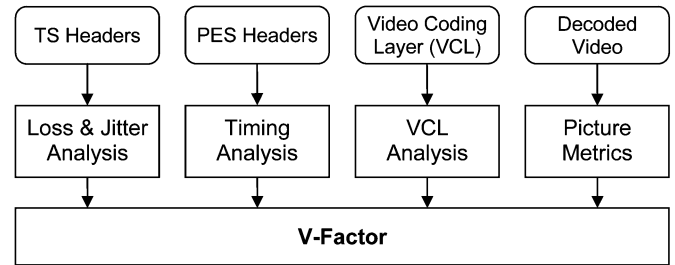 TS Headers
PES Headers
Video Coding
Layer (VCL)
Decoded
Video
Loss & Jitter
Analysis
Timing
Analysis
VCL
Analysis
Picture
Metrics
V-Factor